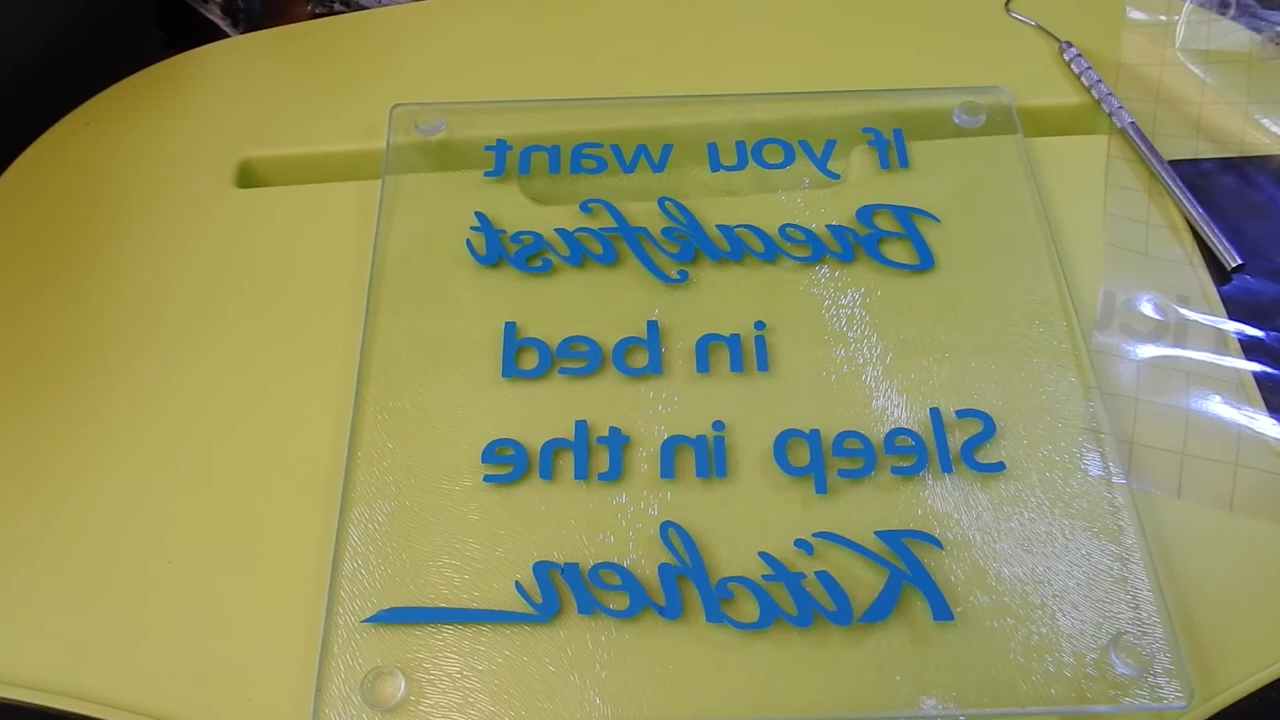 If you want
Breakfast
in bed
Sleep in the
Kitchen